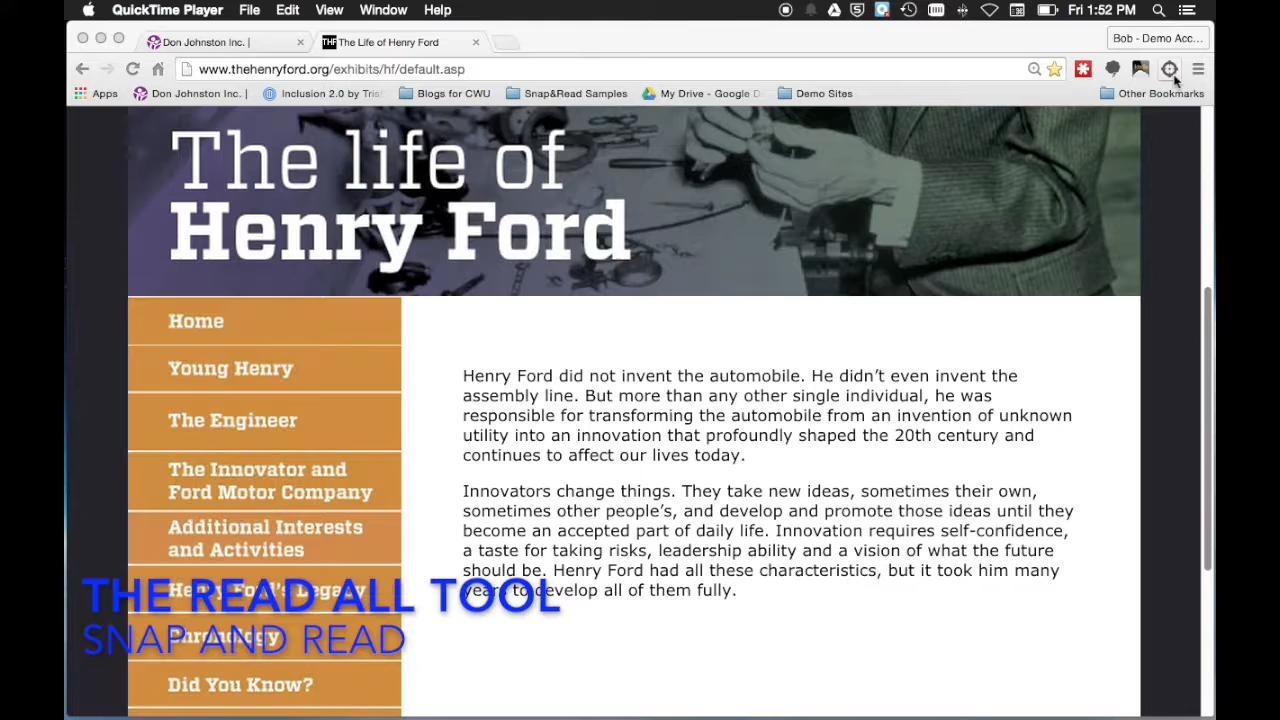 QuickTime Player File Edit View Window Help Fri 1:52 PM
Don Johnston Inc. | THF The Life of Henry Ford Bob - Demo Acc...
www.thehenryford.org/exhibits/hf/default.asp
Apps Don Johnston Inc. | Inclusion 2.0 by Tris Blogs for CWU Snap&Read Samples My Drive - Google D Demo Sites Other Bookmarks
The life of
Henry Ford
Home
Young Henry
The Engineer
The Innovator and
Ford Motor Company
Additional Interests
and Activities
Henry Ford's Legacy
Chronology
Did You Know?
Henry Ford did not invent the automobile. He didn't even invent the
assembly line. But more than any other single individual, he was
responsible for transforming the automobile from an invention of unknown
utility into an innovation that profoundly shaped the 20th century and
continues to affect our lives today.
Innovators change things. They take new ideas, sometimes their own,
sometimes other people's, and develop and promote those ideas until they
become an accepted part of daily life. Innovation requires self-confidence,
a taste for taking risks, leadership ability and a vision of what the future
should be. Henry Ford had all these characteristics, but it took him many
years to develop all of them fully.
THE READ ALL TOOL
SNAP AND READ